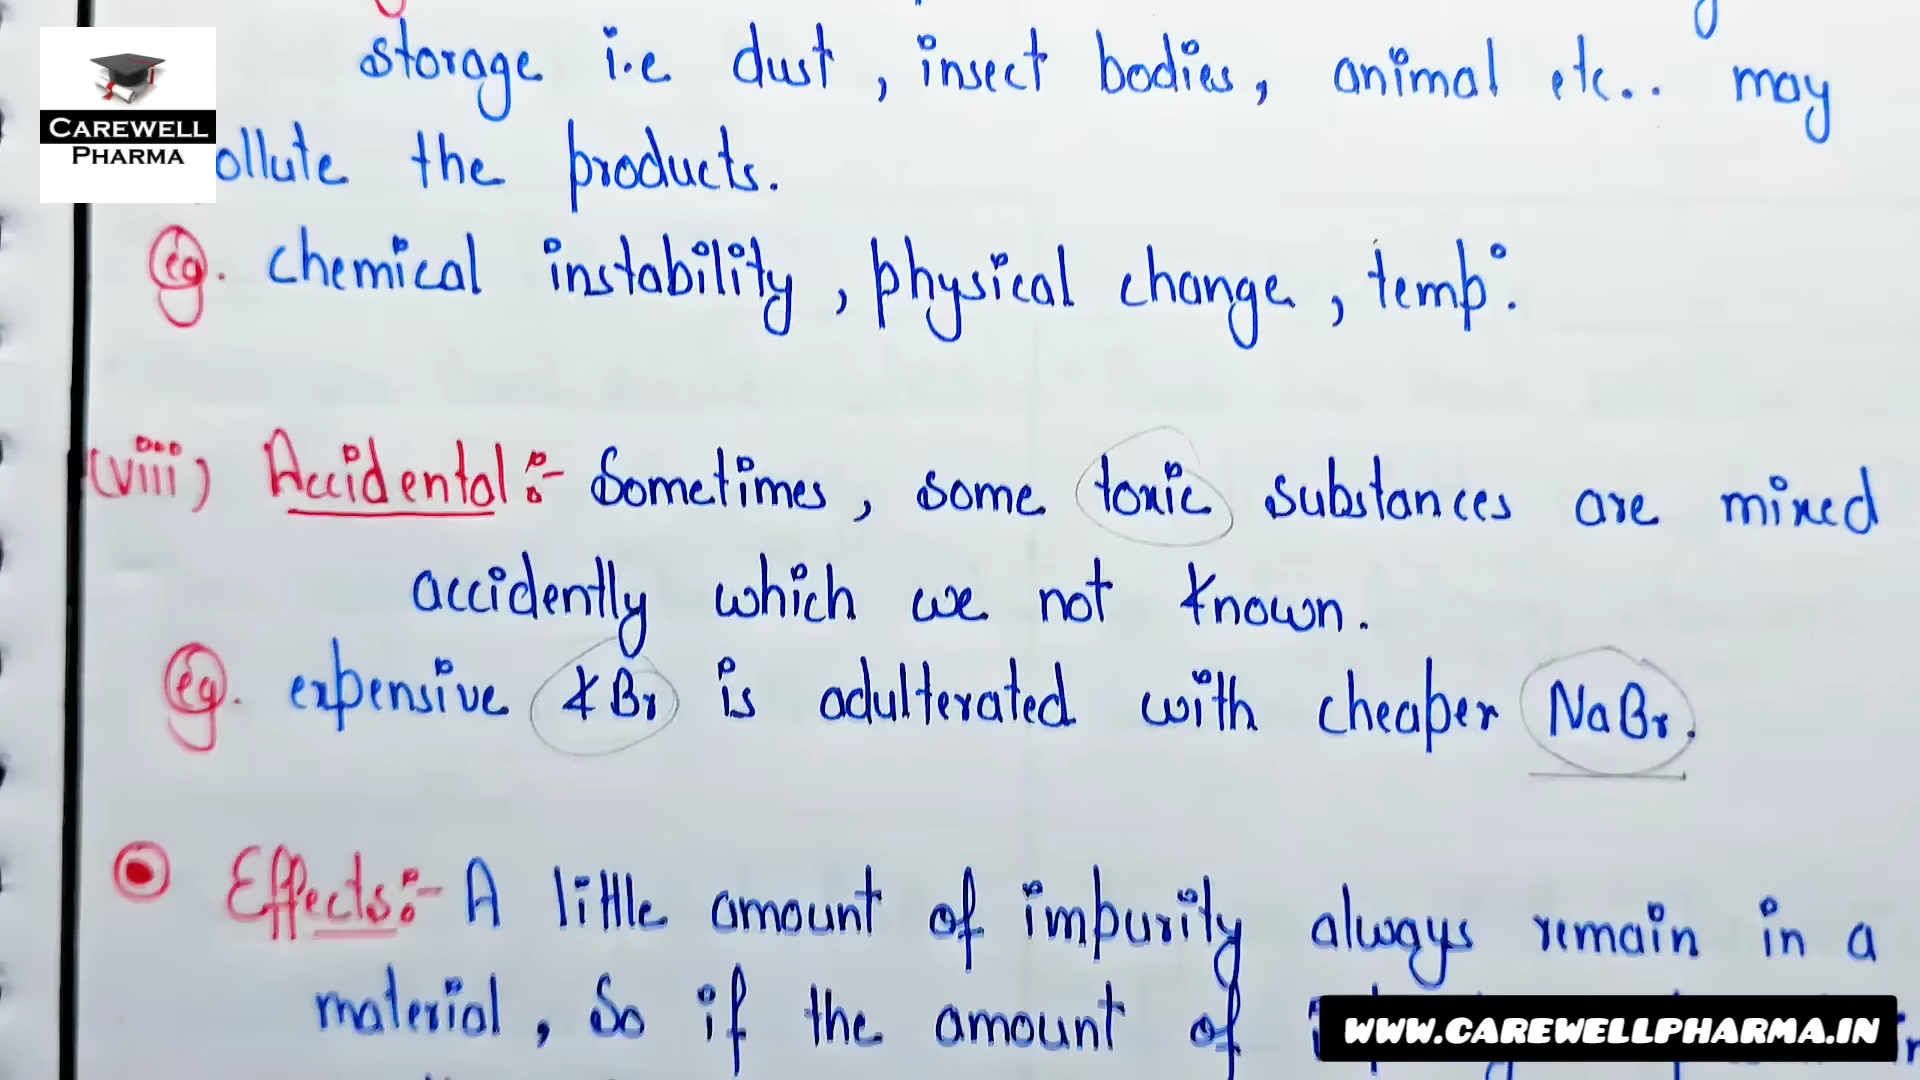 storage i.e dust, insect bodies, animal etc.. may
CAREWELL
PHARMA
ollute the products.
eg. chemical instability, physical change, temp.
(viii) Accidental :- Sometimes, some toxic substances are mixed
accidently which we not known.
eg. expensive KBr is adulterated with cheaper NaBr.
Effects :- A little amount of impurity always remain in a
material, So if the amount of
WWW.CAREWELLPHARMA.IN